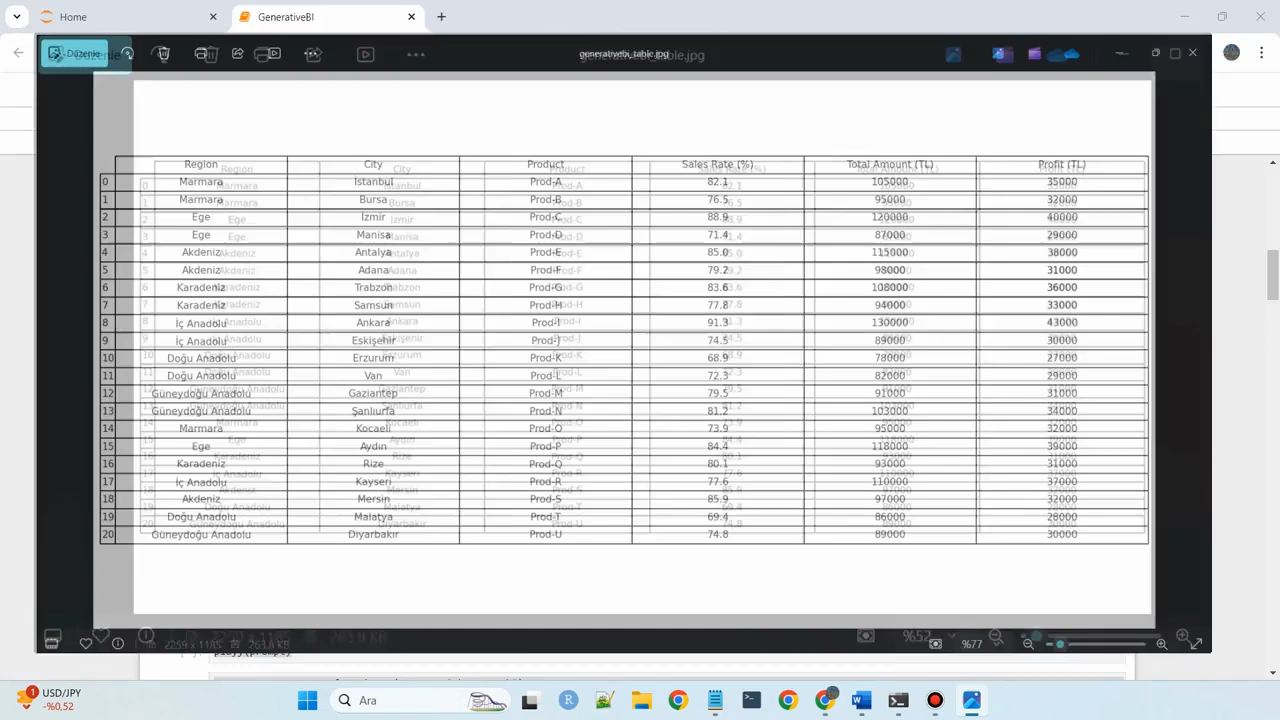 Home
GenerativeBI
Düzenle
generativebi_table.jpg
Region City Product Sales Rate (%) Total Amount (TL) Profit (TL)
0 Marmara İstanbul Prod-A 82.1 105000 35000
1 Marmara Bursa Prod-B 76.5 95000 32000
2 Ege İzmir Prod-C 88.9 120000 40000
3 Ege Manisa Prod-D 71.4 87000 29000
4 Akdeniz Antalya Prod-E 85.0 115000 38000
5 Akdeniz Adana Prod-F 79.2 98000 31000
6 Karadeniz Trabzon Prod-G 83.6 108000 36000
7 Karadeniz Samsun Prod-H 77.8 94000 33000
8 İç Anadolu Ankara Prod-I 91.3 130000 43000
9 İç Anadolu Eskişehir Prod-J 74.5 89000 30000
10 Doğu Anadolu Erzurum Prod-K 68.9 78000 27000
11 Doğu Anadolu Van Prod-L 72.3 82000 29000
12 Güneydoğu Anadolu Gaziantep Prod-M 79.5 91000 31000
13 Güneydoğu Anadolu Şanlıurfa Prod-N 81.2 103000 34000
14 Marmara Kocaeli Prod-O 73.9 95000 32000
15 Ege Aydın Prod-P 84.4 118000 39000
16 Karadeniz Rize Prod-Q 80.1 93000 31000
17 İç Anadolu Kayseri Prod-R 77.6 110000 37000
18 Akdeniz Mersin Prod-S 85.9 97000 32000
19 Doğu Anadolu Malatya Prod-T 69.4 86000 28000
20 Güneydoğu Anadolu Diyarbakır Prod-U 74.8 89000 30000
2259 x 1185 263.8 KB %52 %77
1 USD/JPY
-%0,52
Ara